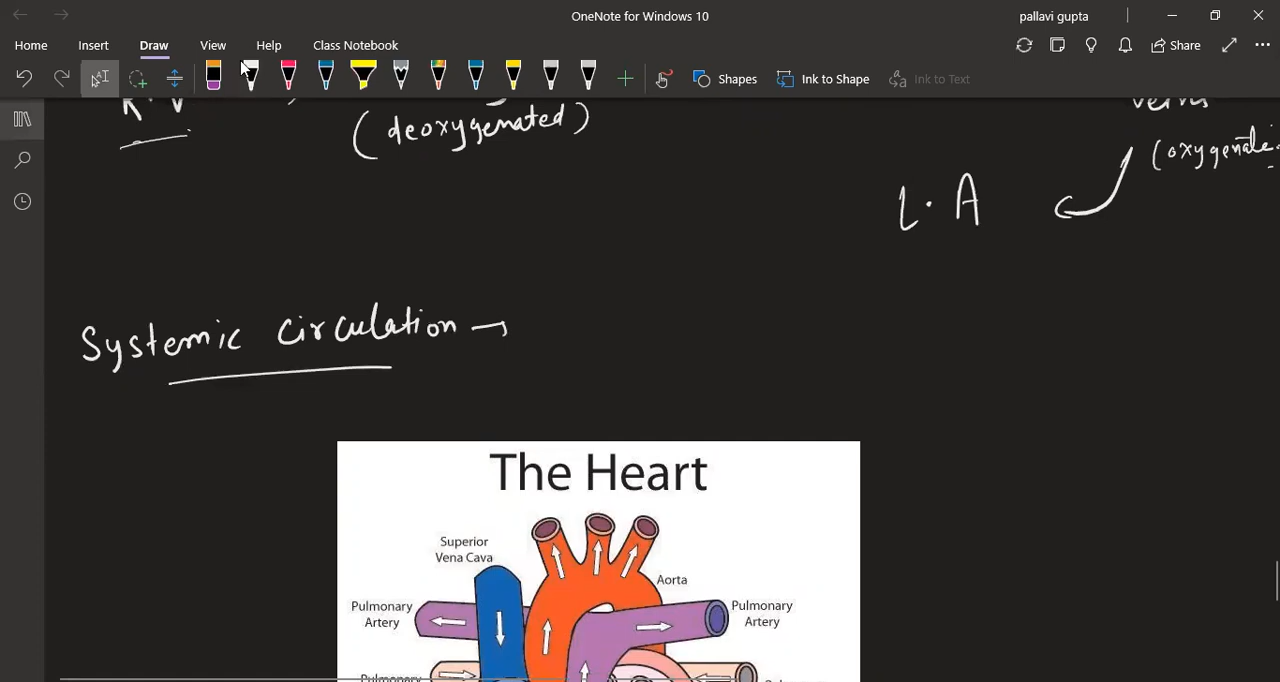 OneNote for Windows 10
pallavi gupta
Home Insert Draw View Help Class Notebook
Share
Shapes Ink to Shape Ink to Text
R. V
(deoxygenated)
(oxygenate
L. A
Systemic circulation →
The Heart
Superior
Vena Cava
Aorta
Pulmonary
Artery
Pulmonary
Artery
Pulmonary